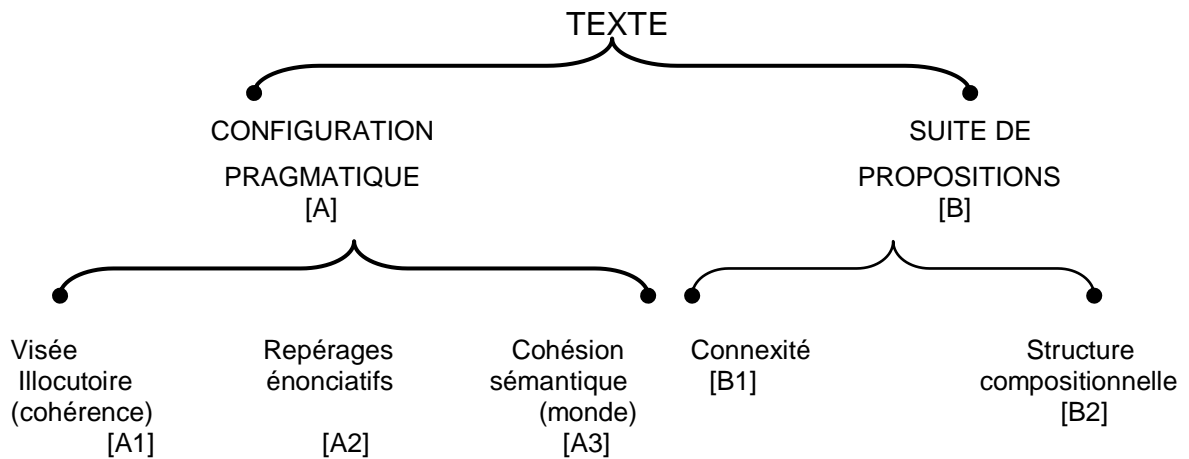 TEXTE
CONFIGURATION
PRAGMATIQUE
[A]
SUITE DE
PROPOSITIONS
[B]
Visée
Illocutoire
(cohérence)
[A1]
Repérages
énonciatifs
[A2]
Cohésion
sémantique
(monde)
[A3]
Connexité
[B1]
Structure
compositionnelle
[B2]